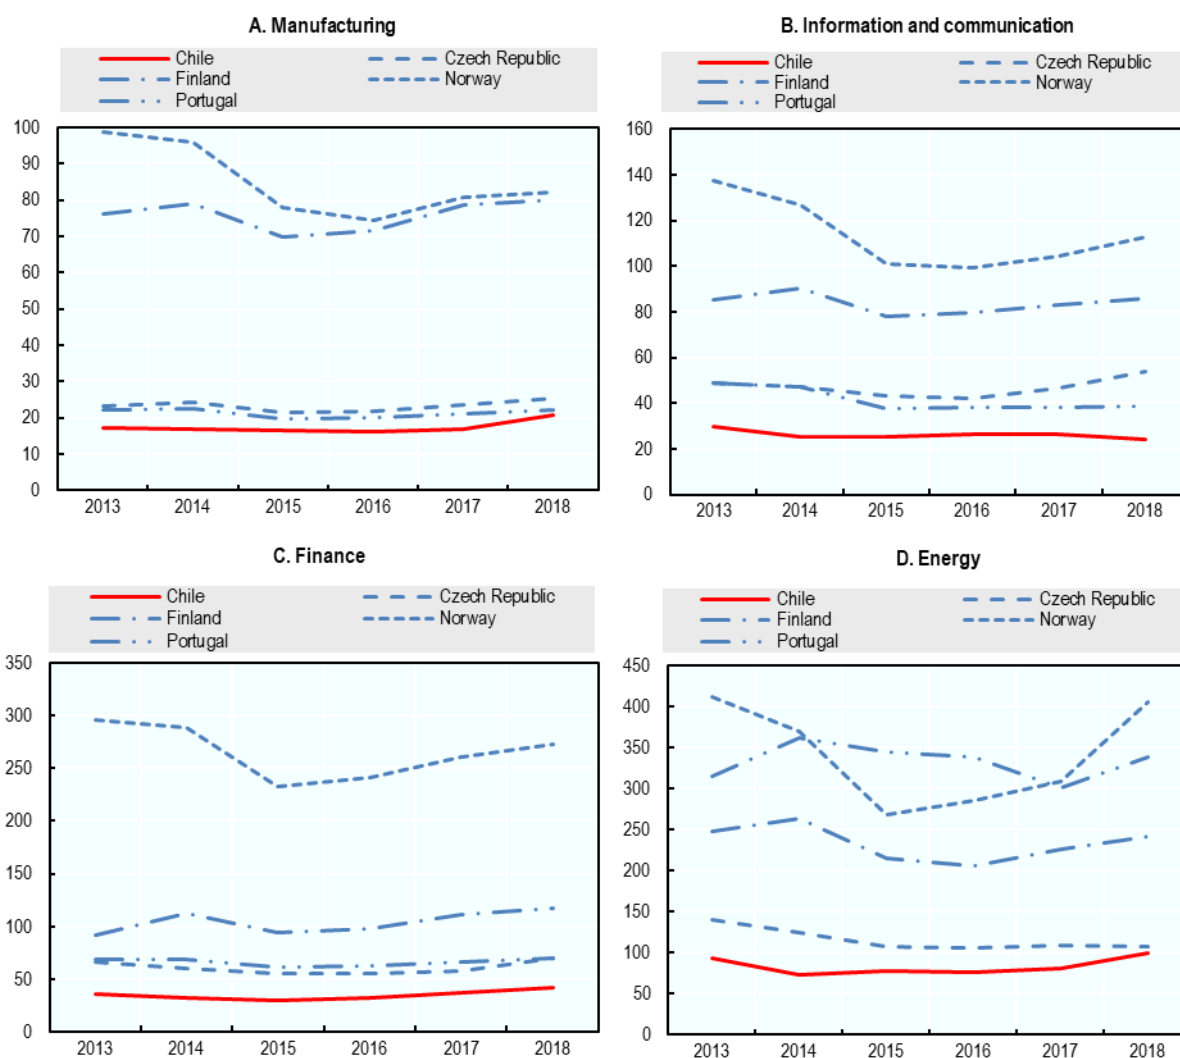 A. Manufacturing
Chile
Czech Republic
Finland
Norway
Portugal
100
90
80
70
60
50
40
30
20
10
0
2013 2014 2015 2016 2017 2018
B. Information and communication
Chile
Czech Republic
Finland
Norway
Portugal
160
140
120
100
80
60
40
20
0
2013 2014 2015 2016 2017 2018
C. Finance
Chile
Czech Republic
Finland
Norway
Portugal
350
300
250
200
150
100
50
0
2013 2014 2015 2016 2017 2018
D. Energy
Chile
Czech Republic
Finland
Norway
Portugal
450
400
350
300
250
200
150
100
50
0
2013 2014 2015 2016 2017 2018